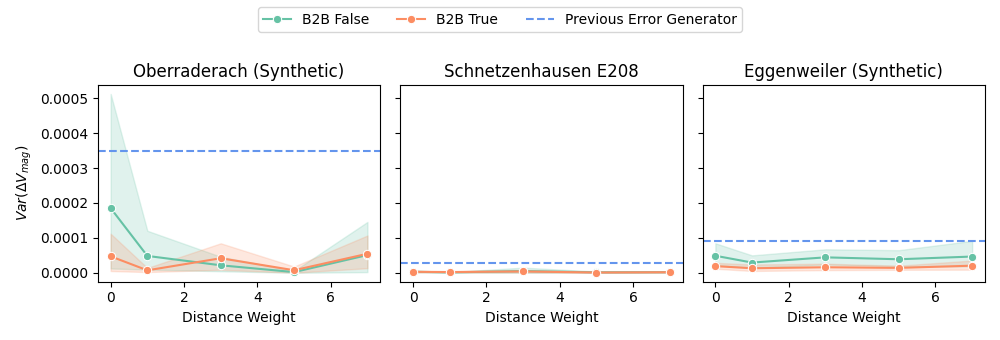 B2B False B2B True Previous Error Generator
Oberraderach (Synthetic) Schnetzenhausen E208 Eggenweiler (Synthetic)
0.0005
0.0004
0.0003
0.0002
0.0001
0.0000
Var(ΔV_mag)
0 2 4 6 0 2 4 6 0 2 4 6
Distance Weight Distance Weight Distance Weight